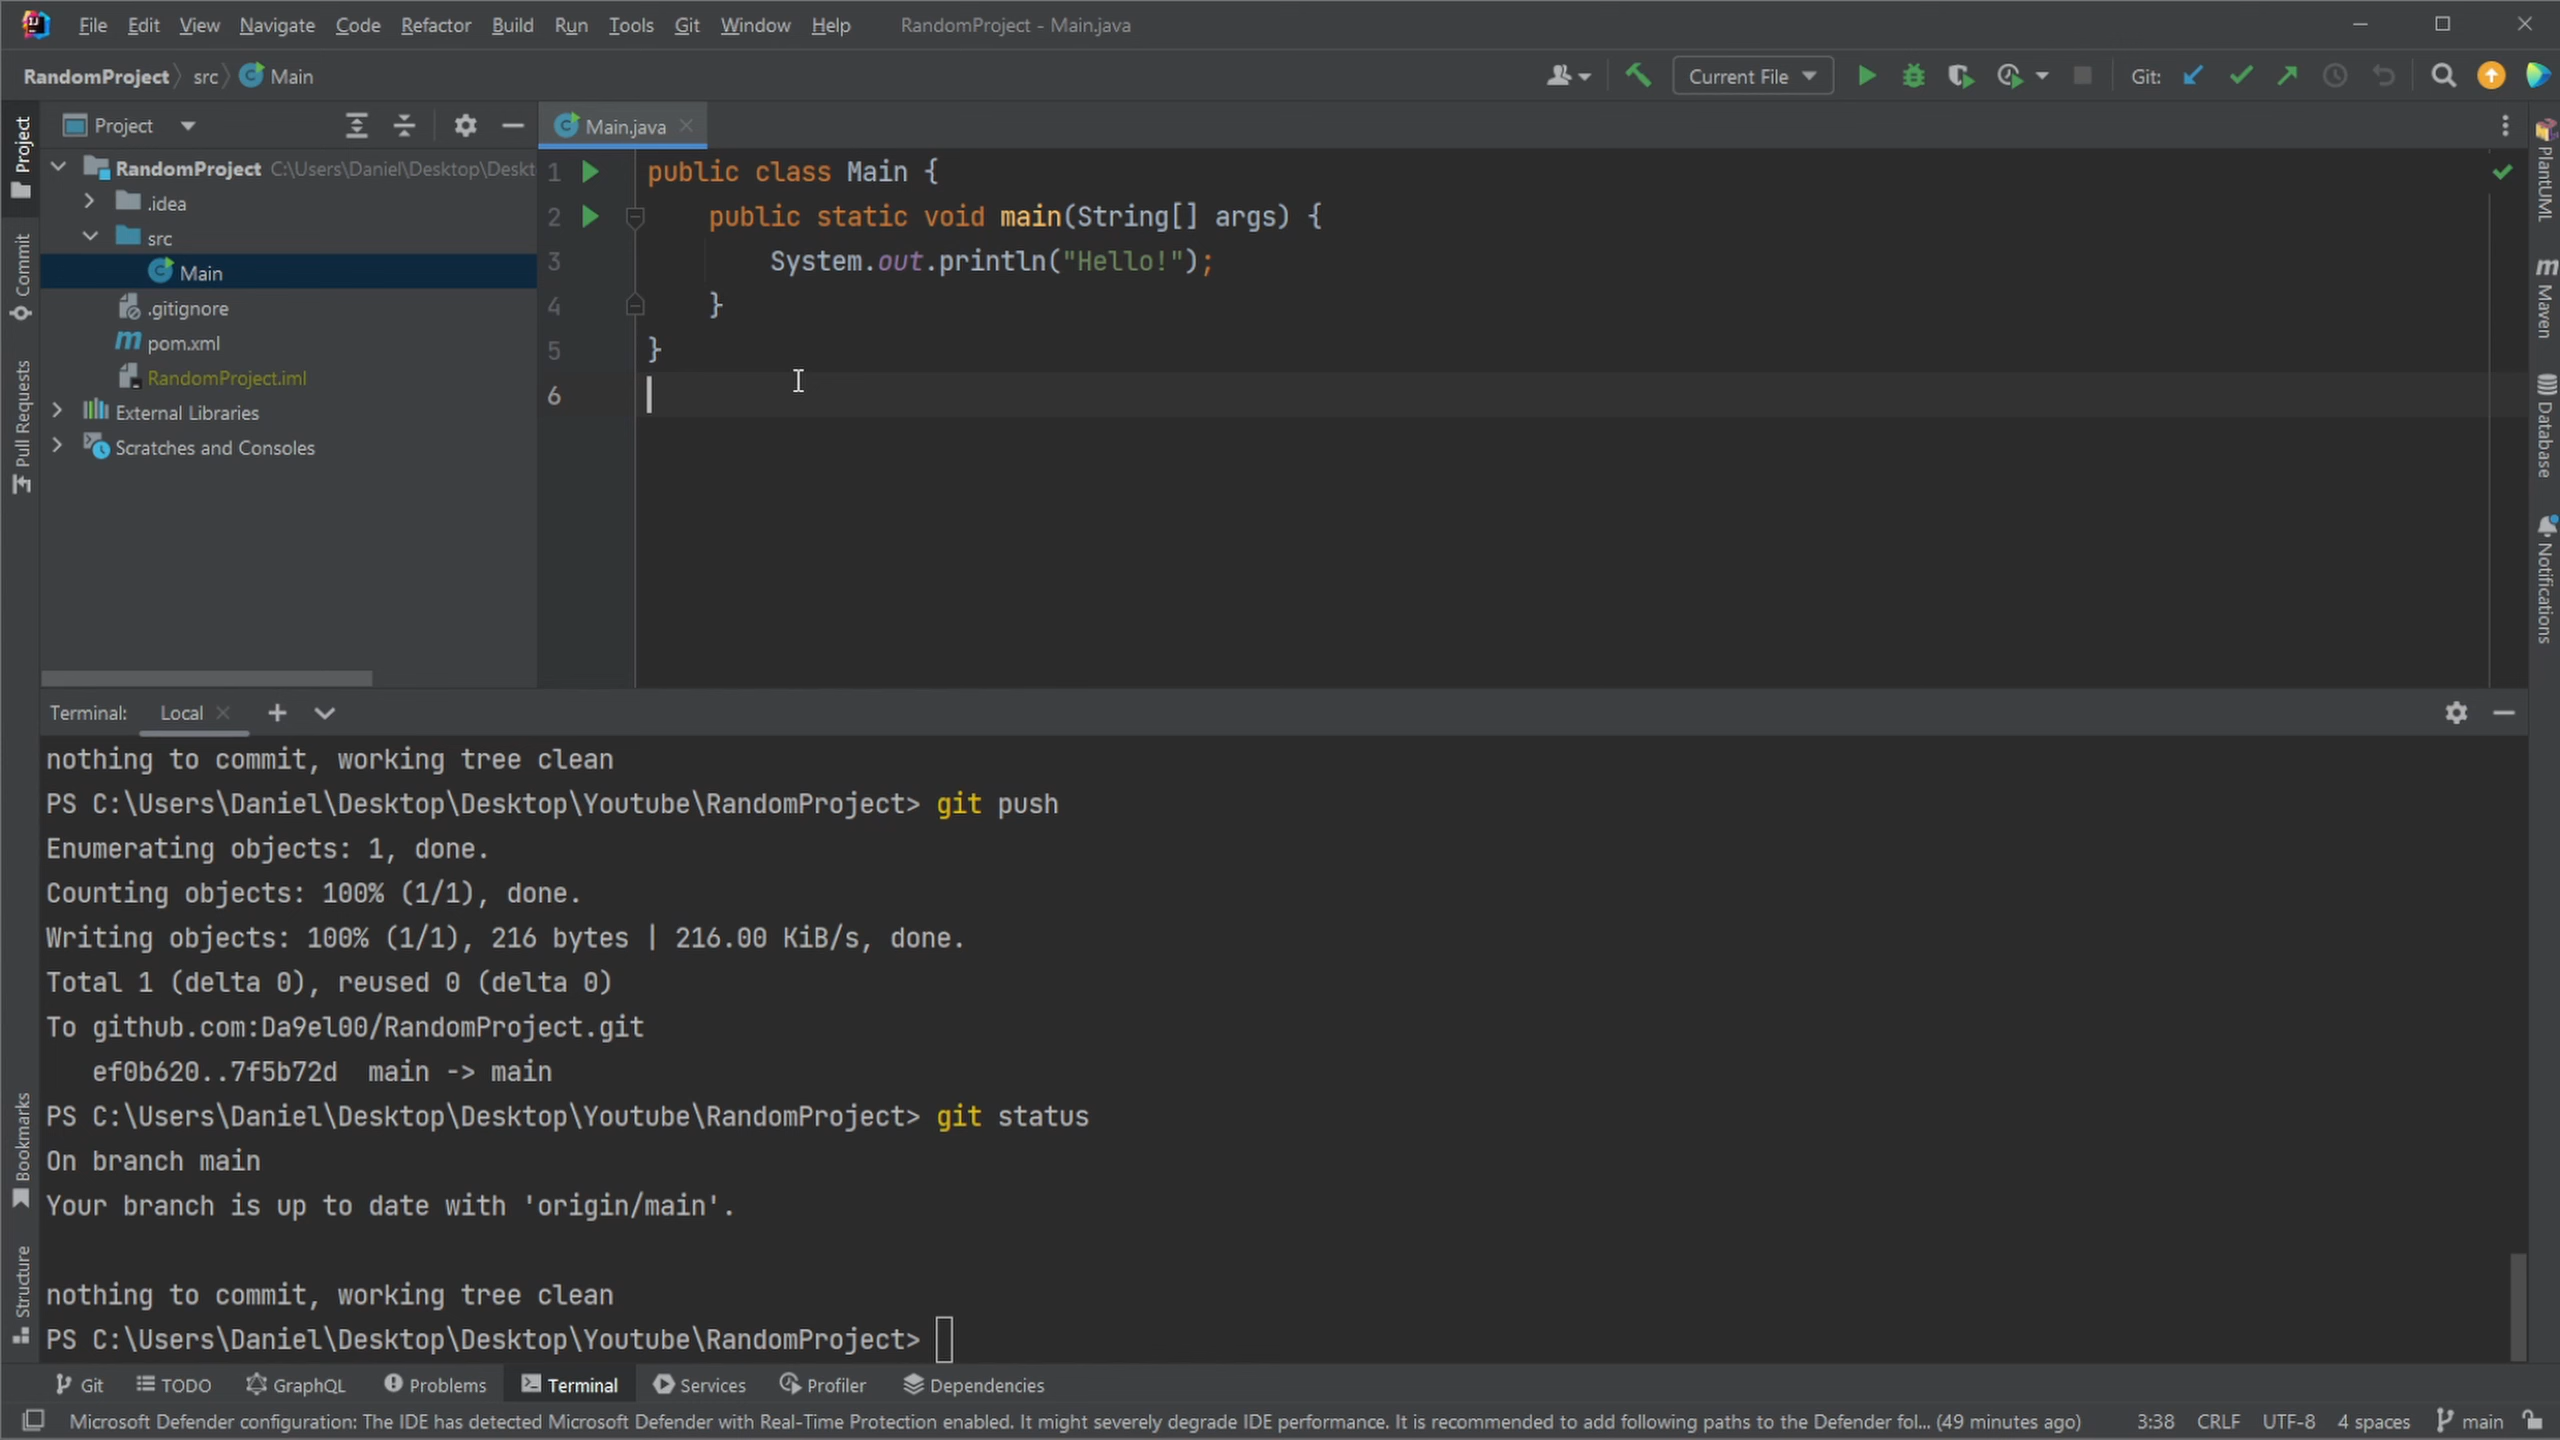 File Edit View Navigate Code Refactor Build Run Tools Git Window Help RandomProject - Main.java
RandomProject src Main
Current File Git:
Project
Main.java
RandomProject C:\Users\Daniel\Desktop\Deskt
.idea
src
Main
.gitignore
pom.xml
RandomProject.iml
External Libraries
Scratches and Consoles
1 public class Main {
2 public static void main(String[] args) {
3 System.out.println("Hello!");
4 }
5 }
6
Project
Commit
Pull Requests
Bookmarks
Structure
PlantUML
m Maven
Database
Notifications
Terminal: Local
nothing to commit, working tree clean
PS C:\Users\Daniel\Desktop\Desktop\Youtube\RandomProject> git push
Enumerating objects: 1, done.
Counting objects: 100% (1/1), done.
Writing objects: 100% (1/1), 216 bytes | 216.00 KiB/s, done.
Total 1 (delta 0), reused 0 (delta 0)
To github.com:Da9el00/RandomProject.git
ef0b620..7f5b72d main -> main
PS C:\Users\Daniel\Desktop\Desktop\Youtube\RandomProject> git status
On branch main
Your branch is up to date with 'origin/main'.
nothing to commit, working tree clean
PS C:\Users\Daniel\Desktop\Desktop\Youtube\RandomProject>
Git TODO GraphQL Problems Terminal Services Profiler Dependencies
Microsoft Defender configuration: The IDE has detected Microsoft Defender with Real-Time Protection enabled. It might severely degrade IDE performance. It is recommended to add following paths to the Defender fol... (49 minutes ago) 3:38 CRLF UTF-8 4 spaces main